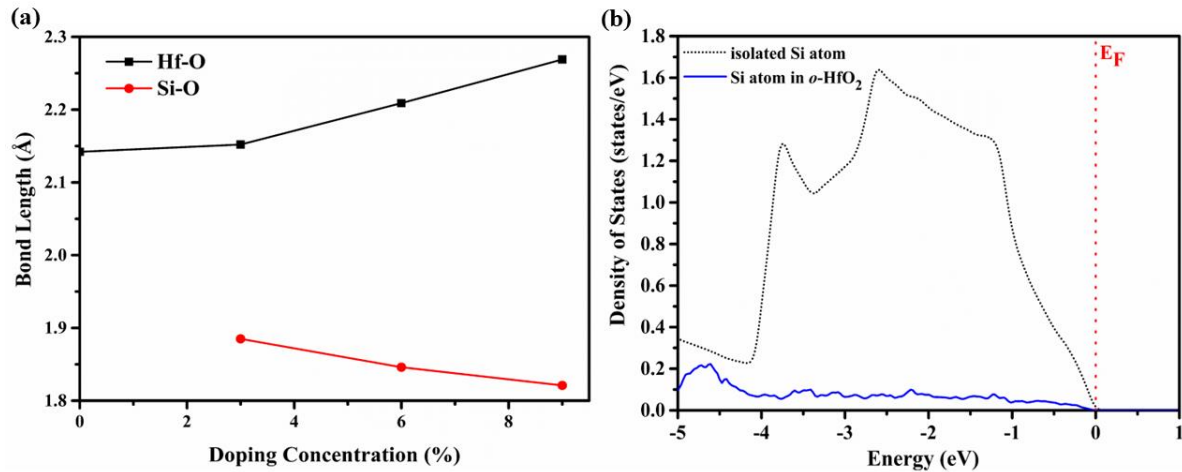 (a)
2.3
2.2
2.1
2.0
1.9
1.8
Bond Length (Å)
Hf-O
Si-O
0
2
4
6
8
Doping Concentration (%)
(b)
1.8
1.6
1.4
1.2
1.0
0.8
0.6
0.4
0.2
0.0
Density of States (states/eV)
isolated Si atom
Si atom in o-HfO₂
E_F
-5
-4
-3
-2
-1
0
1
Energy (eV)